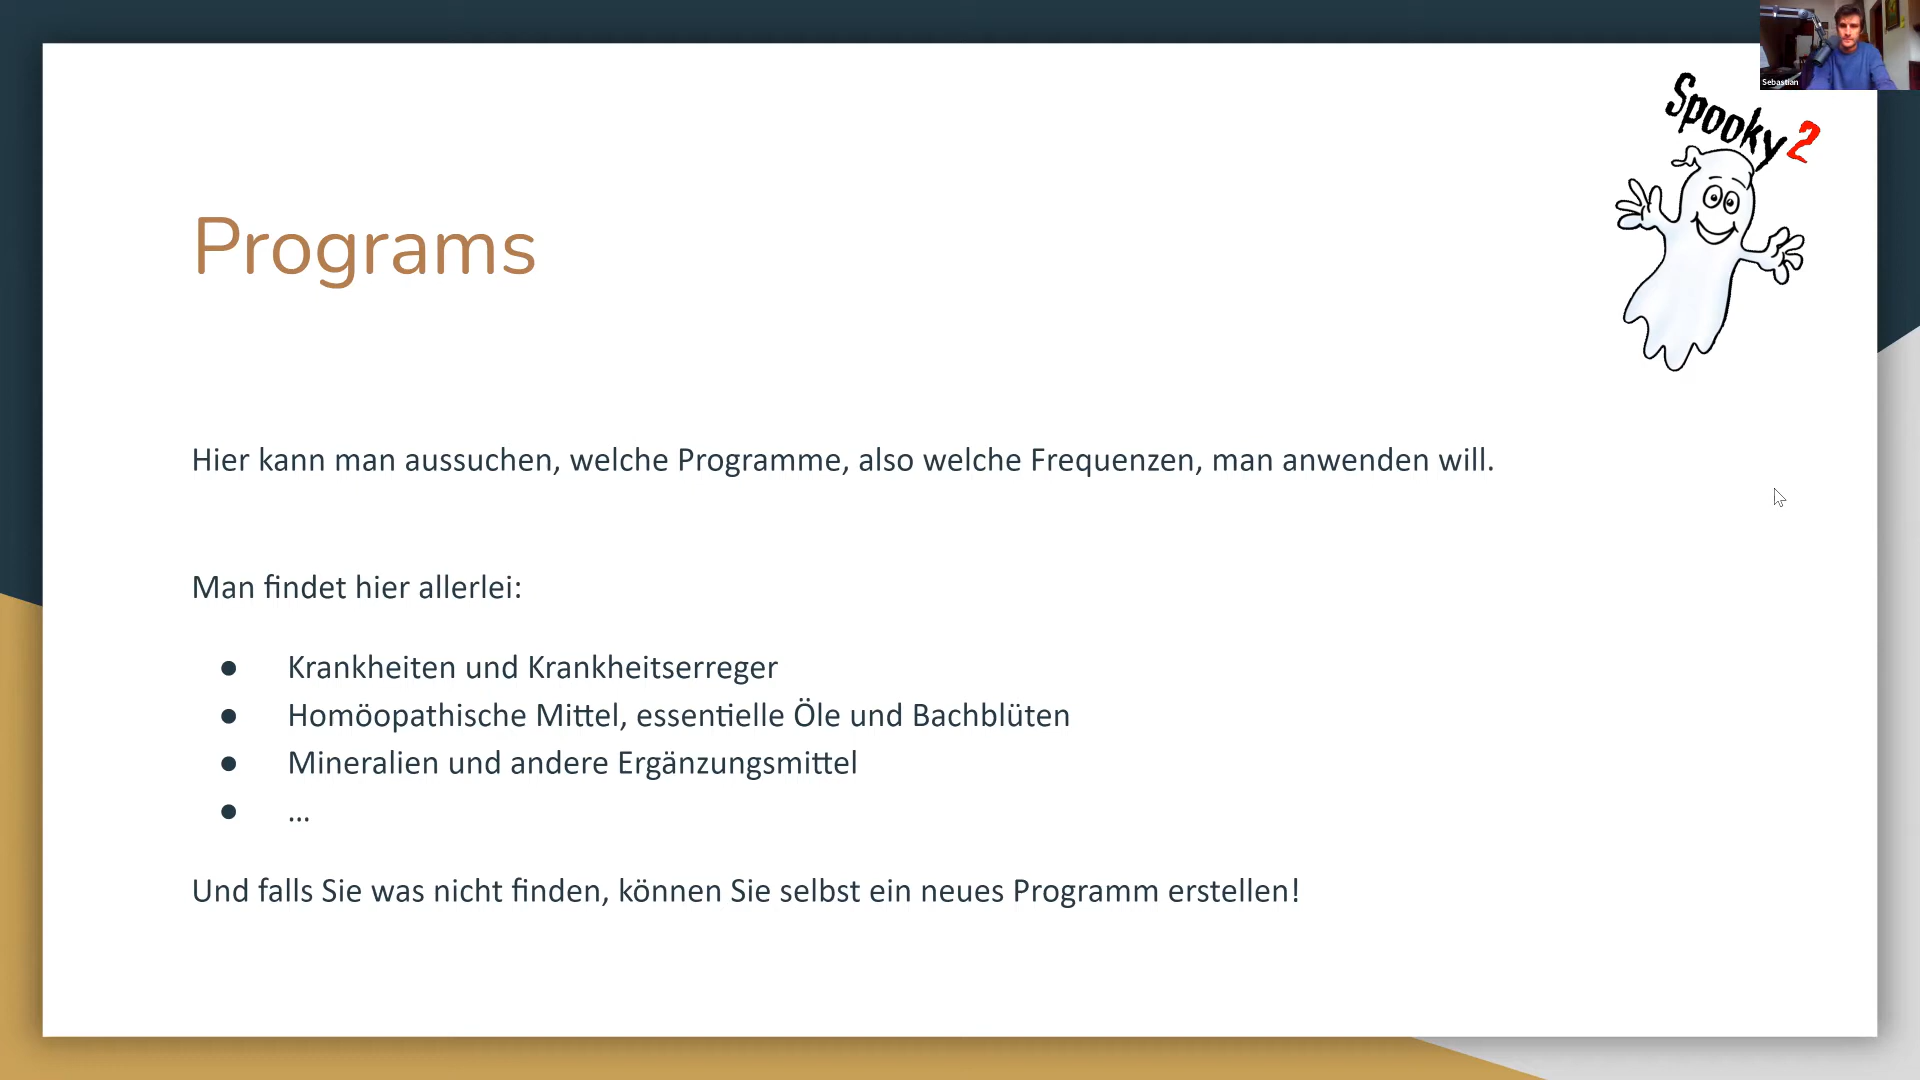 Sebastian
Spooky2
Programs
Hier kann man aussuchen, welche Programme, also welche Frequenzen, man anwenden will.
Man findet hier allerlei:
● Krankheiten und Krankheitserreger
● Homöopathische Mittel, essentielle Öle und Bachblüten
● Mineralien und andere Ergänzungsmittel
● ...
Und falls Sie was nicht finden, können Sie selbst ein neues Programm erstellen!